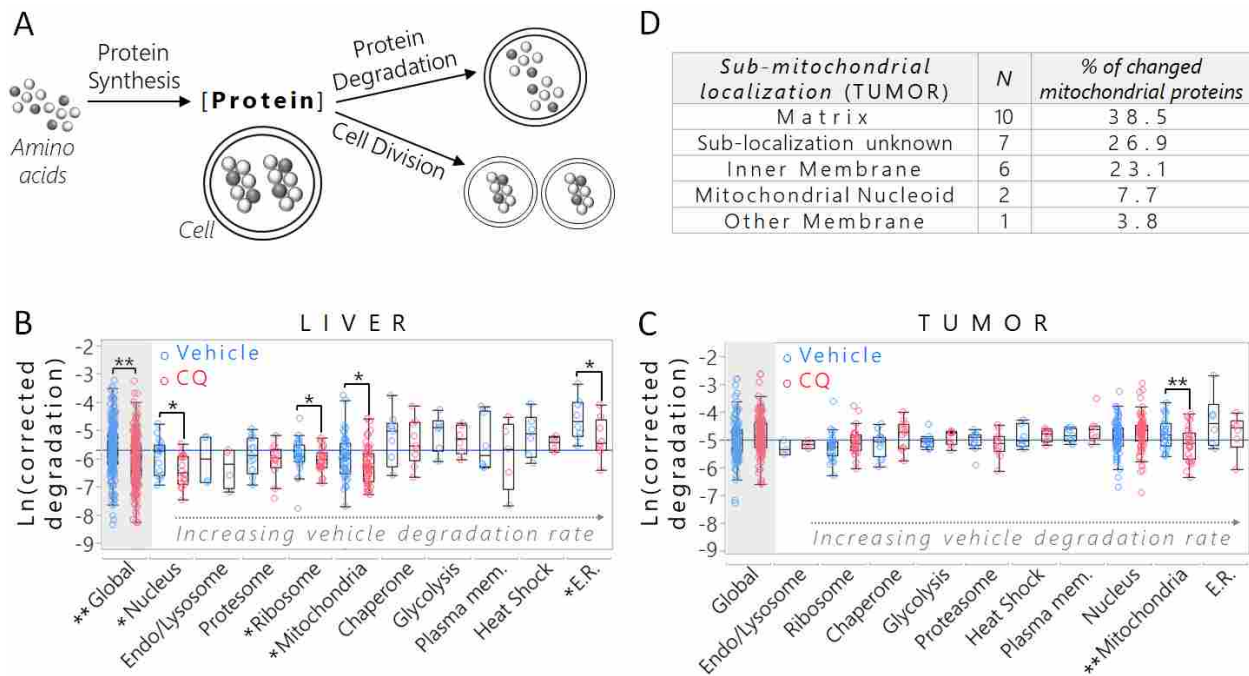 A
Protein
Synthesis
Amino
acids
[Protein]
Cell
Protein
Degradation
Cell Division
D
Sub-mitochondrial localization (TUMOR) N % of changed mitochondrial proteins
Matrix 10 38.5
Sub-localization unknown 7 26.9
Inner Membrane 6 23.1
Mitochondrial Nucleoid 2 7.7
Other Membrane 1 3.8
B
LIVER
Ln(corrected
degradation)
-2
-3
-4
-5
-6
-7
-8
-9
Vehicle
CQ
**
*
*
*
*
Increasing vehicle degradation rate
**Global
*Nucleus
Endo/Lysosome
Protesome
*Ribosome
*Mitochondria
Chaperone
Glycolysis
Plasma mem.
Heat Shock
*E.R.
C
TUMOR
Ln(corrected
degradation)
-2
-3
-4
-5
-6
-7
-8
-9
Vehicle
CQ
**
Increasing vehicle degradation rate
Global
Endo/Lysosome
Ribosome
Chaperone
Glycolysis
Proteasome
Heat Shock
Plasma mem.
Nucleus
**Mitochondria
E.R.